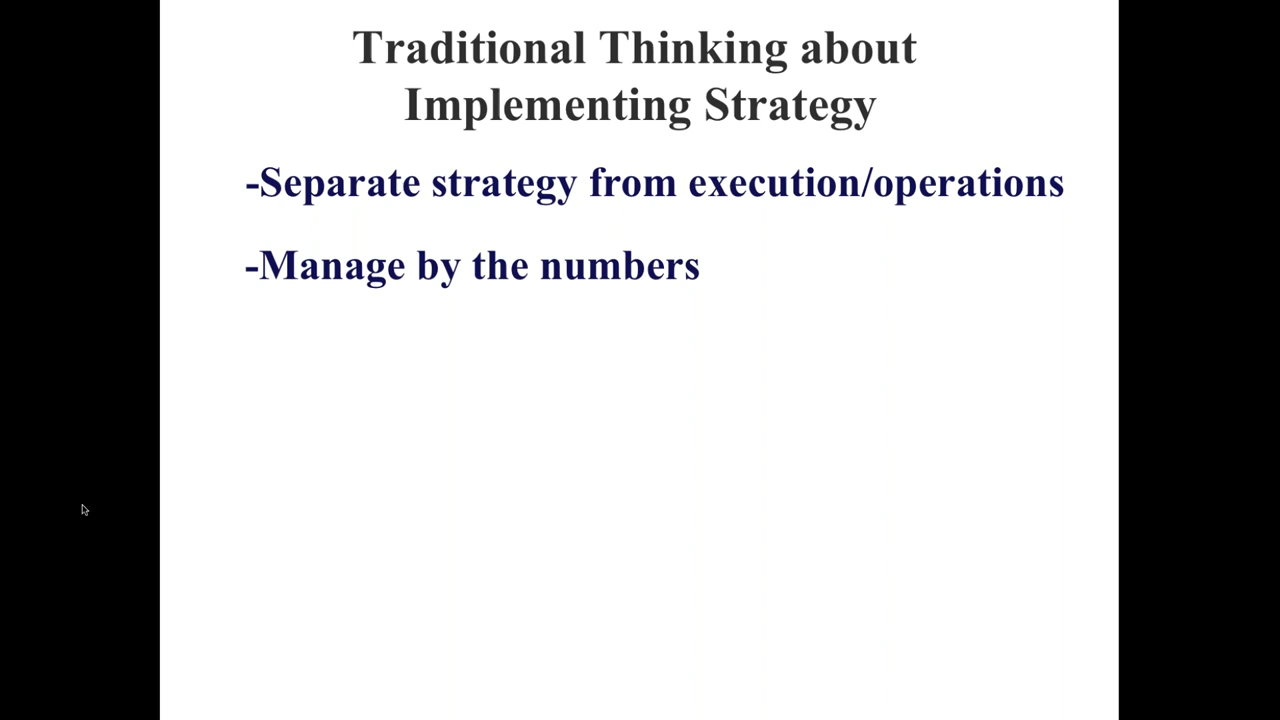 Traditional Thinking about
Implementing Strategy
-Separate strategy from execution/operations
-Manage by the numbers